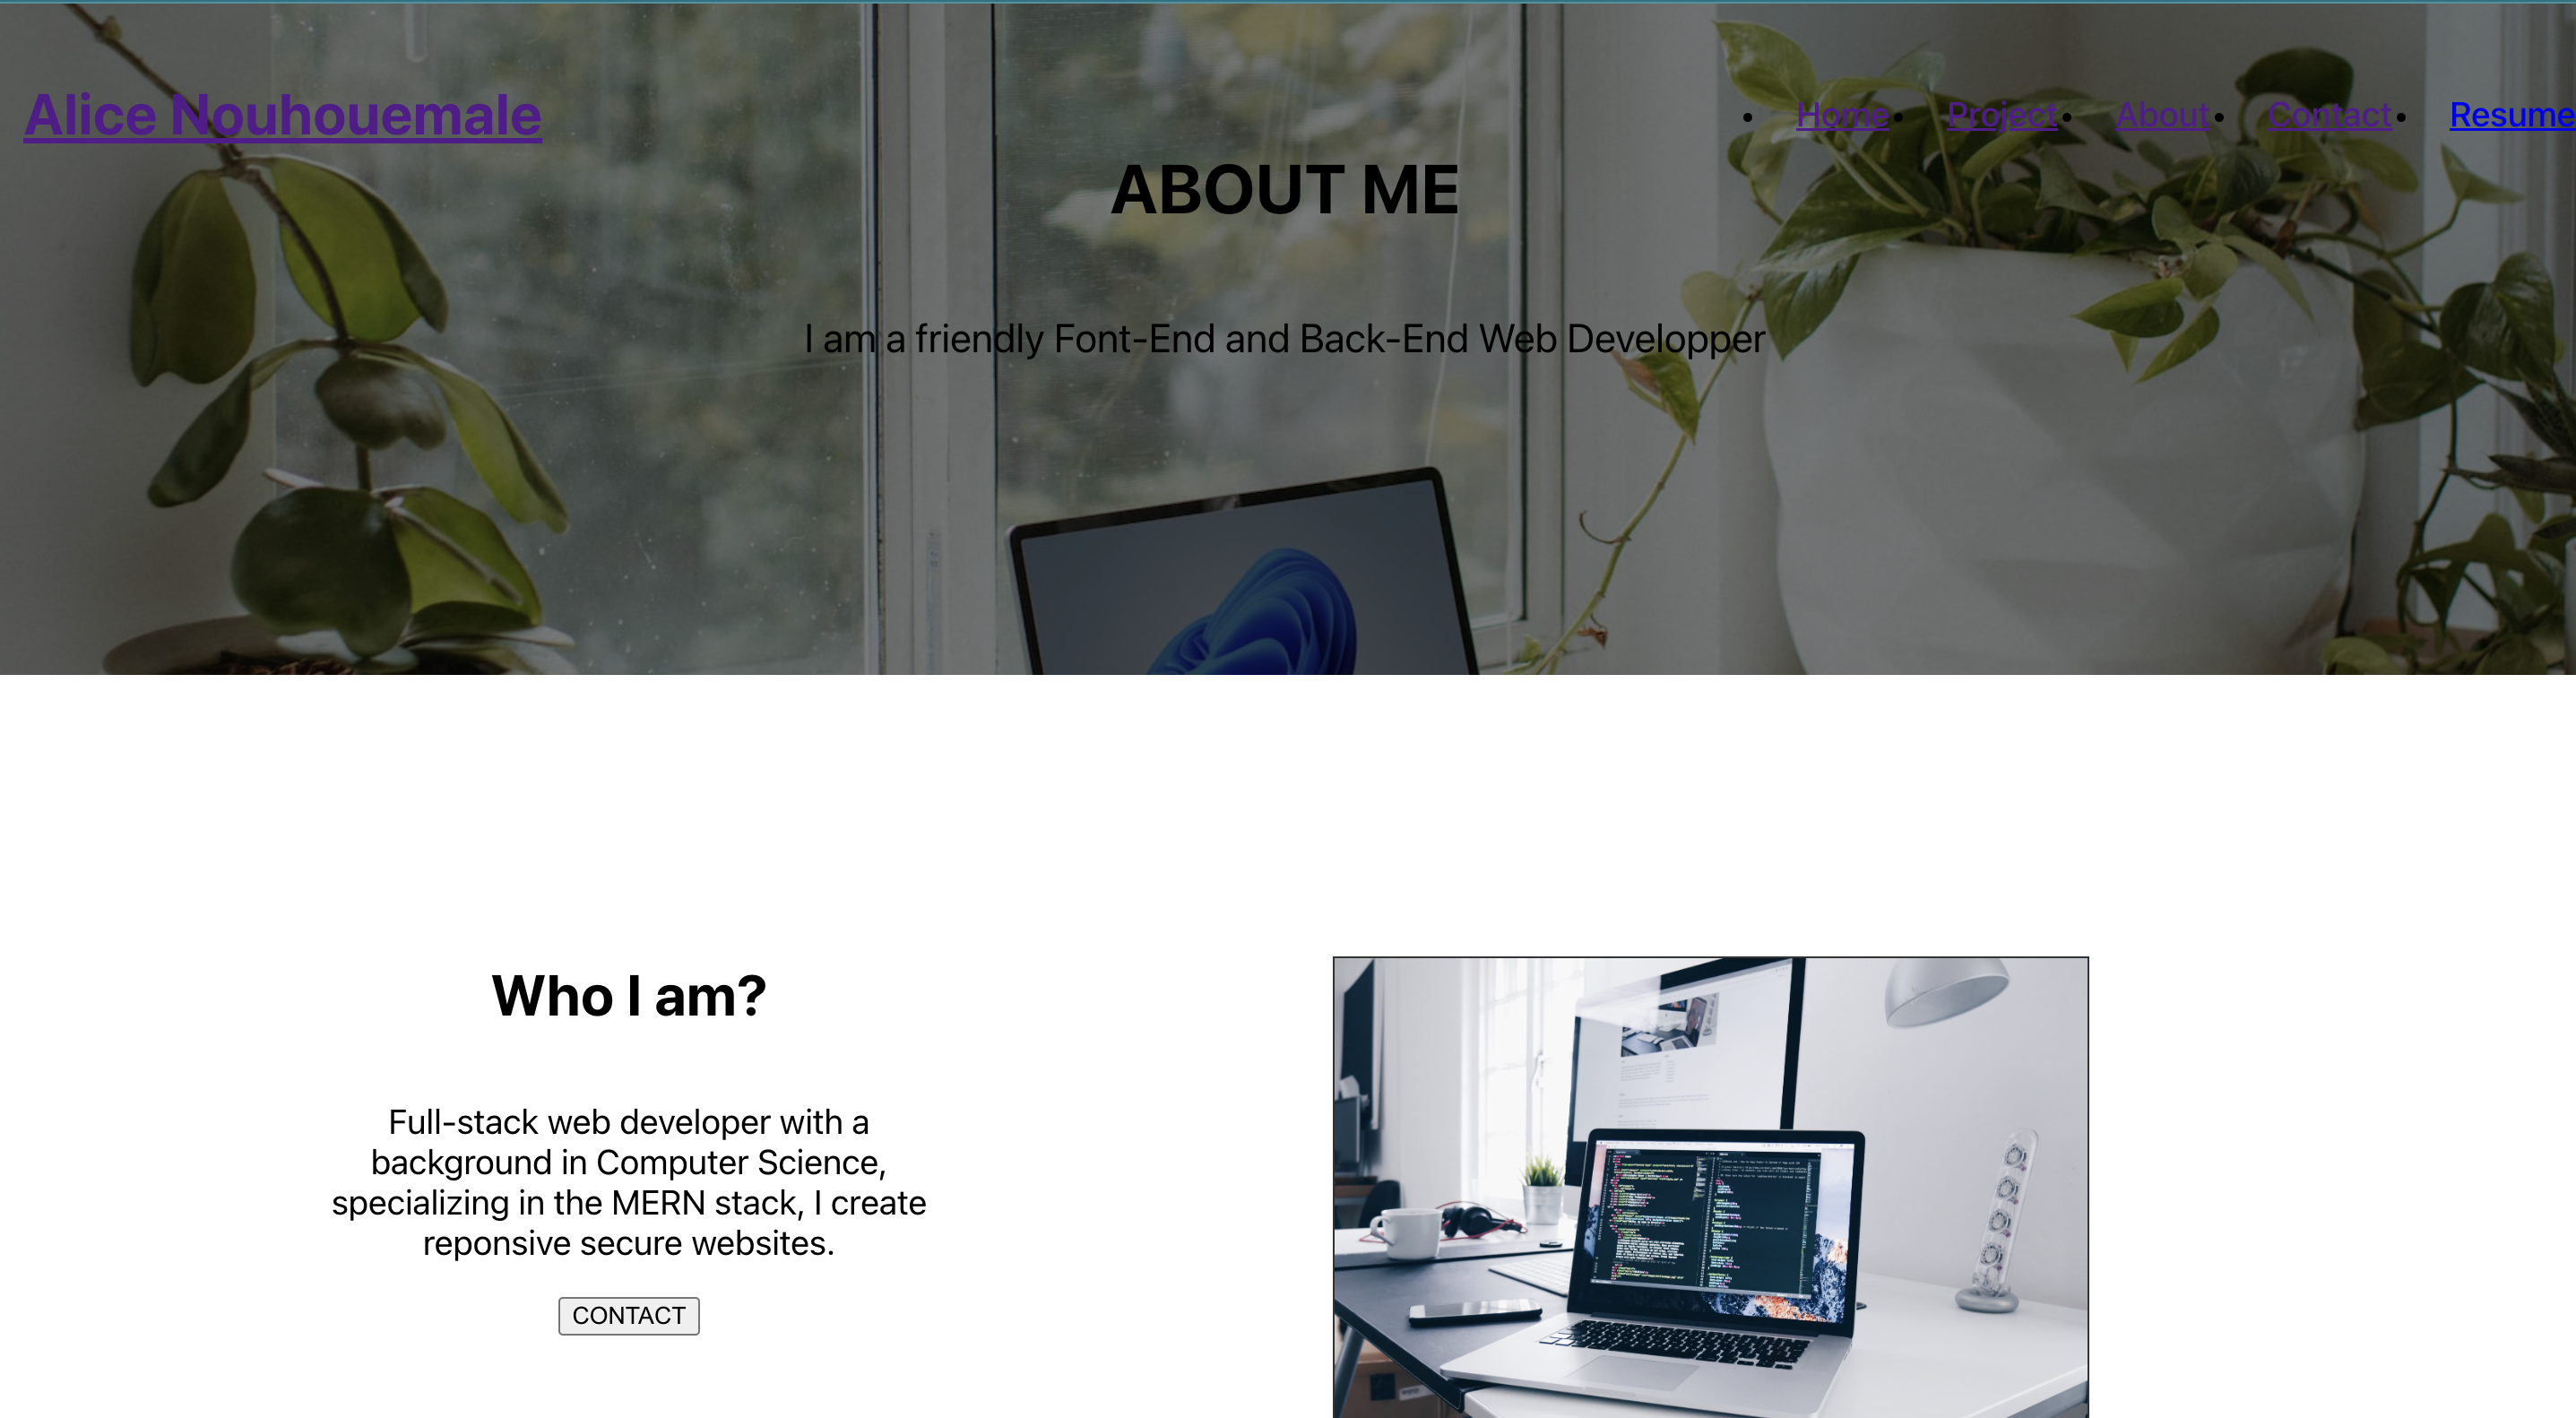 Alice Nouhouemale
• Home • Project • About • Contact • Resume
ABOUT ME
I am a friendly Font-End and Back-End Web Developper
Who I am?
Full-stack web developer with a
background in Computer Science,
specializing in the MERN stack, I create
reponsive secure websites.
CONTACT